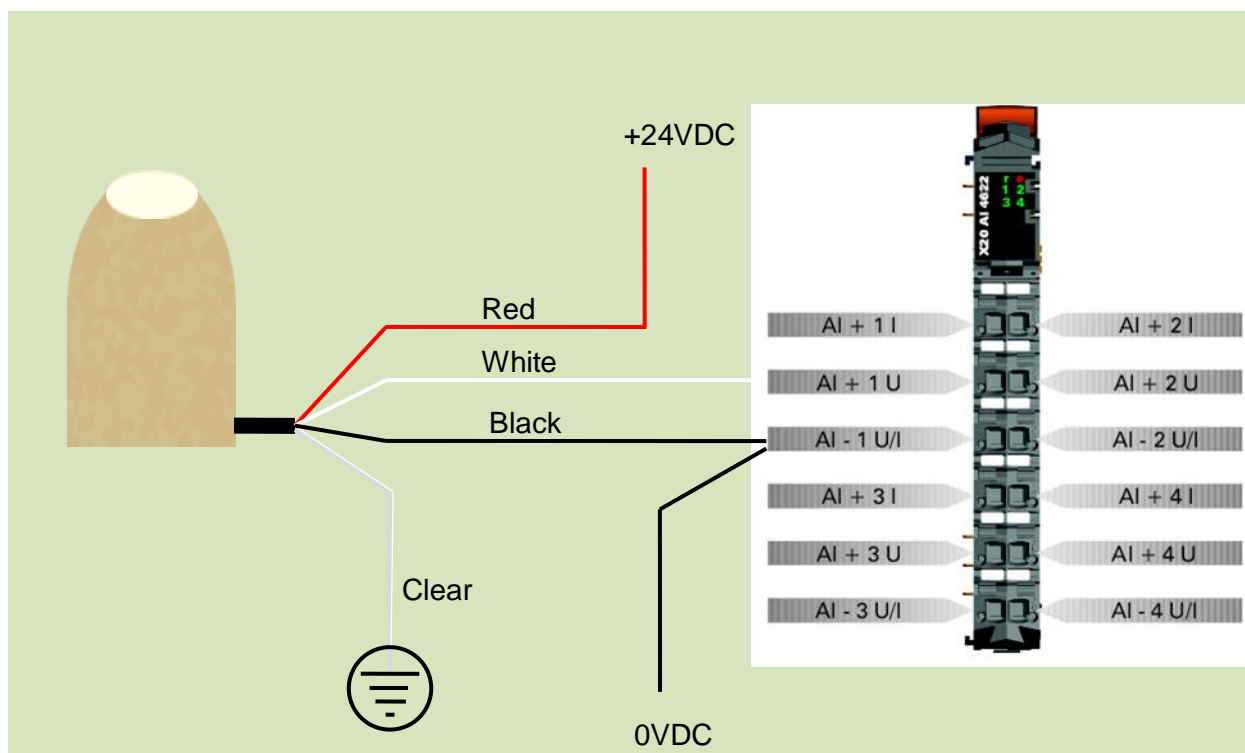 +24VDC
Red
White
Black
Clear
0VDC
X20 AI 4622
r e
1 2
3 4
AI + 1 I
AI + 2 I
AI + 1 U
AI + 2 U
AI - 1 U/I
AI - 2 U/I
AI + 3 I
AI + 4 I
AI + 3 U
AI + 4 U
AI - 3 U/I
AI - 4 U/I